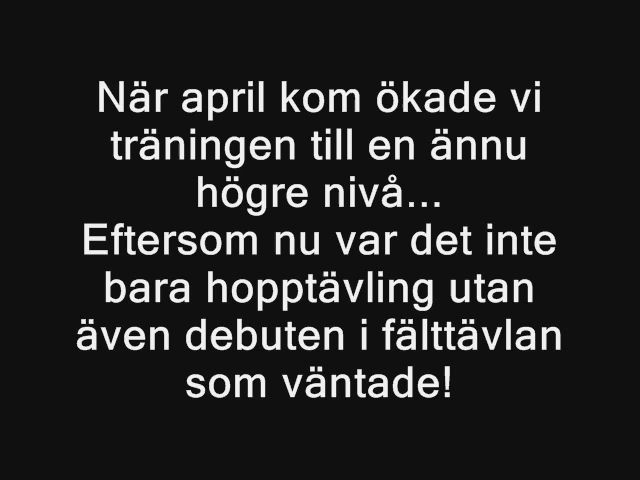 När april kom ökade vi
träningen till en ännu
högre nivå...
Eftersom nu var det inte
bara hopptävling utan
även debuten i fälttävlan
som väntade!